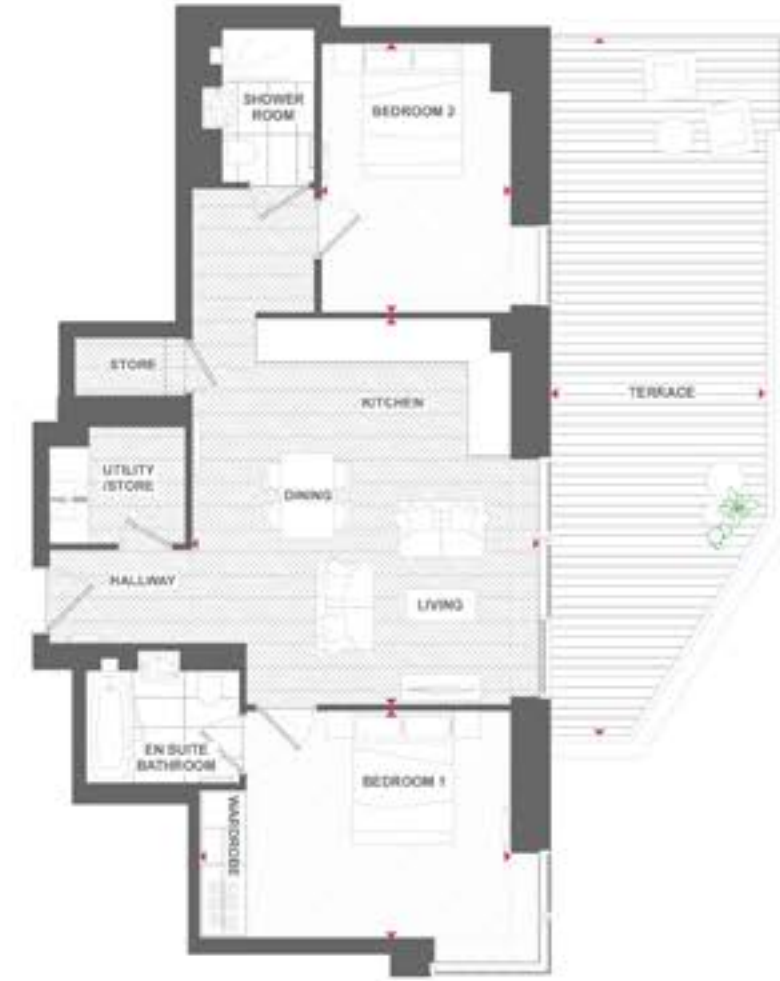 SHOWER
ROOM
BEDROOM 2
STORE
KITCHEN
TERRACE
UTILITY
/STORE
DINING
HALLWAY
LIVING
EN SUITE
BATHROOM
BEDROOM 1
WARDROBE